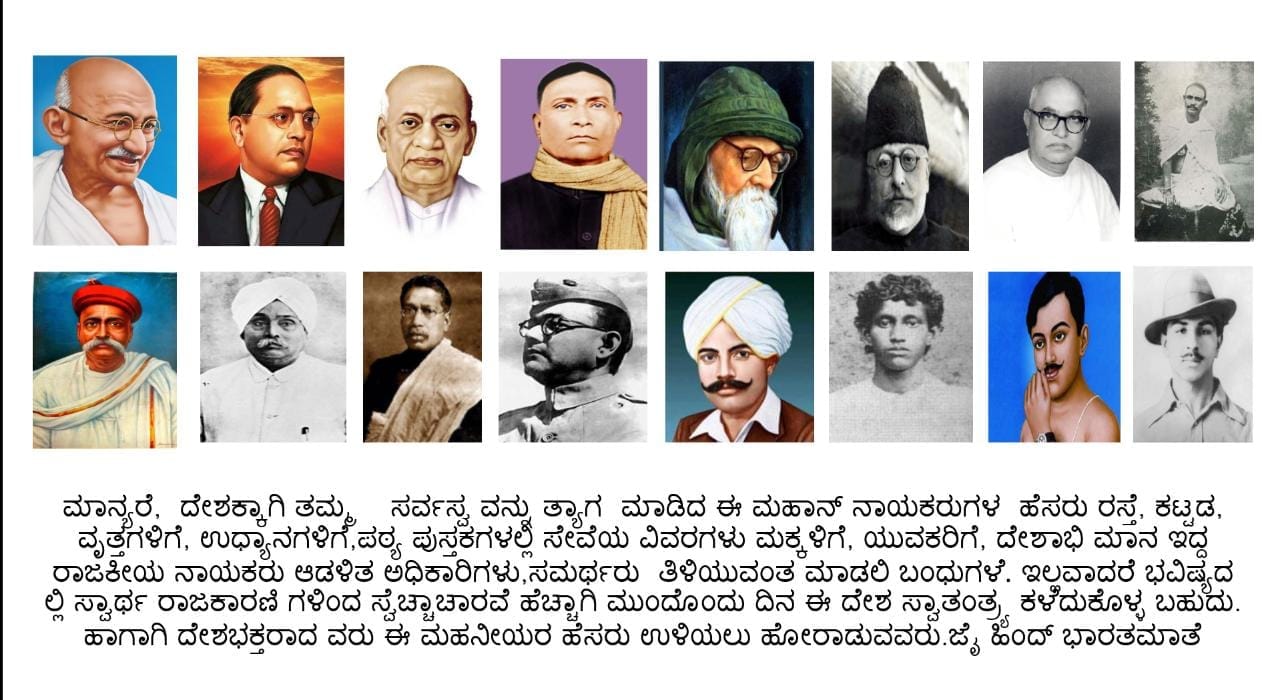 ಮಾನ್ಯರೆ, ದೇಶಕ್ಕಾಗಿ ತಮ್ಮ ಸರ್ವಸ್ವ ವನ್ನು ತ್ಯಾಗ ಮಾಡಿದ ಈ ಮಹಾನ್ ನಾಯಕರುಗಳ ಹೆಸರು ರಸ್ತೆ, ಕಟ್ಟಡ,
ವೃತ್ತಗಳಿಗೆ, ಉಧ್ಯಾನಗಳಿಗೆ,ಪಠ್ಯ ಪುಸ್ತಕಗಳಲ್ಲಿ ಸೇವೆಯ ವಿವರಗಳು ಮಕ್ಕಳಿಗೆ, ಯುವಕರಿಗೆ, ದೇಶಾಭಿ ಮಾನ ಇದ್ದ
ರಾಜಕೀಯ ನಾಯಕರು ಆಡಳಿತ ಅಧಿಕಾರಿಗಳು,ಸಮರ್ಥರು ತಿಳಿಯುವಂತ ಮಾಡಲಿ ಬಂಧುಗಳೆ. ಇಲ್ಲವಾದರೆ ಭವಿಷ್ಯದ
ಲ್ಲಿ ಸ್ವಾರ್ಥ ರಾಜಕಾರಣಿ ಗಳಿಂದ ಸ್ವೆಚ್ಚಾಚಾರವೆ ಹೆಚ್ಚಾಗಿ ಮುಂದೊಂದು ದಿನ ಈ ದೇಶ ಸ್ವಾತಂತ್ರ್ಯ ಕಳೆದುಕೊಳ್ಳ ಬಹುದು.
ಹಾಗಾಗಿ ದೇಶಭಕ್ತರಾದ ವರು ಈ ಮಹನೀಯರ ಹೆಸರು ಉಳಿಯಲು ಹೋರಾಡುವವರು.ಜೈ ಹಿಂದ್ ಭಾರತಮಾತೆ